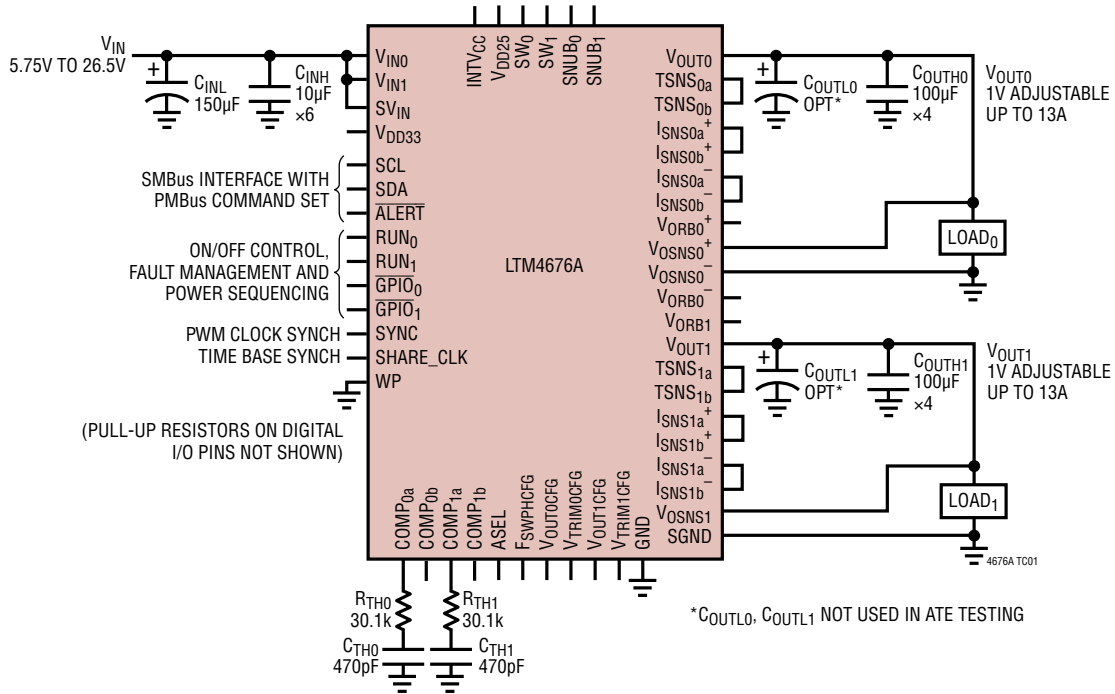 INTVCC
VDD25
SW0
SW1
SNUB0
SNUB1
VIN
5.75V TO 26.5V
+
CINL
150µF
CINH
10µF
×6
VIN0
VIN1
SVIN
VDD33
SMBus INTERFACE WITH
PMBus COMMAND SET
SCL
SDA
ALERT
ON/OFF CONTROL,
FAULT MANAGEMENT AND
POWER SEQUENCING
RUN0
RUN1
GPIO0
GPIO1
PWM CLOCK SYNCH
SYNC
TIME BASE SYNCH
SHARE_CLK
WP
(PULL-UP RESISTORS ON DIGITAL
I/O PINS NOT SHOWN)
LTM4676A
VOUT0
TSNS0a
TSNS0b
ISNS0a+
ISNS0b+
ISNS0a–
ISNS0b–
VORB0+
VOSNS0+
VOSNS0–
VORB0–
VORB1
VOUT1
TSNS1a
TSNS1b
ISNS1a+
ISNS1b+
ISNS1a–
ISNS1b–
VOSNS1
SGND
+
COUTL0
OPT*
COUTH0
100µF
×4
VOUT0
1V ADJUSTABLE
UP TO 13A
LOAD0
+
COUTL1
OPT*
COUTH1
100µF
×4
VOUT1
1V ADJUSTABLE
UP TO 13A
LOAD1
4676A TC01
COMP0a
COMP0b
COMP1a
COMP1b
ASEL
FSWPHCFG
VOUT0CFG
VTRIM0CFG
VOUT1CFG
VTRIM1CFG
GND
RTH0
30.1k
RTH1
30.1k
CTH0
470pF
CTH1
470pF
*COUTL0, COUTL1 NOT USED IN ATE TESTING